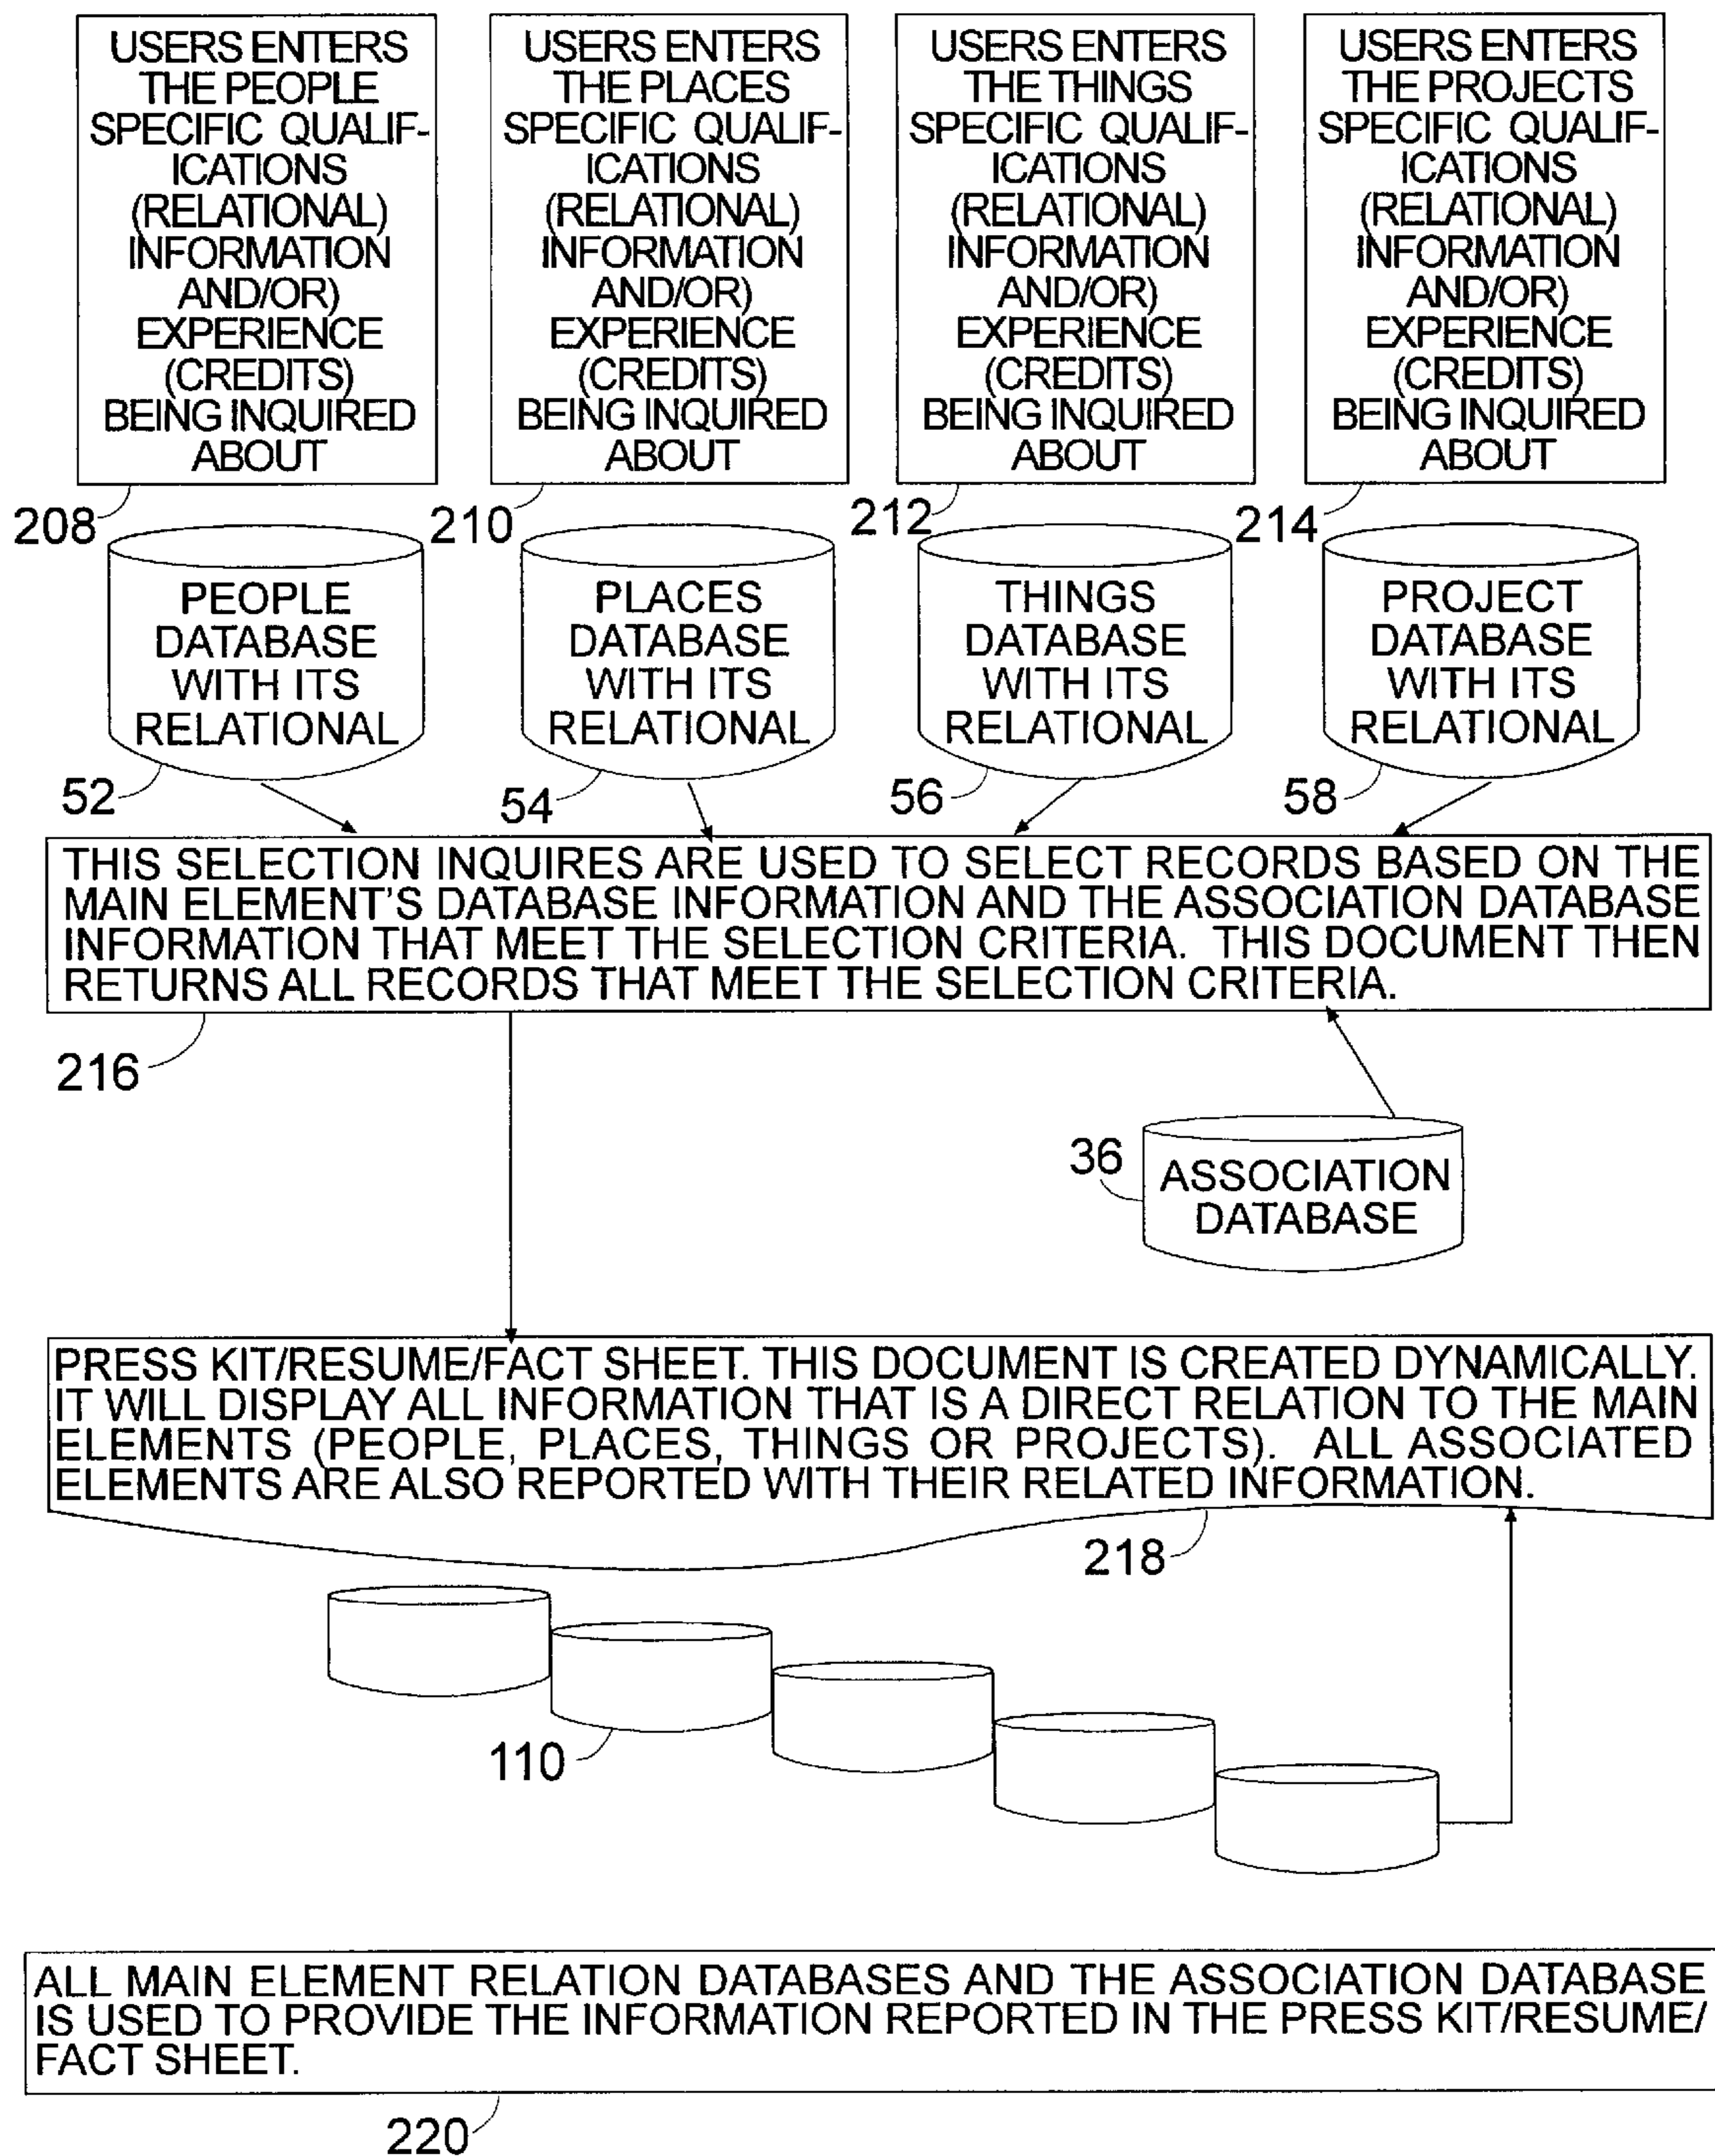 USERS ENTERS
THE PEOPLE
SPECIFIC QUALIF-
ICATIONS
(RELATIONAL)
INFORMATION
AND/OR)
EXPERIENCE
(CREDITS)
BEING INQUIRED
ABOUT
208
USERS ENTERS
THE PLACES
SPECIFIC QUALIF-
ICATIONS
(RELATIONAL)
INFORMATION
AND/OR)
EXPERIENCE
(CREDITS)
BEING INQUIRED
ABOUT
210
USERS ENTERS
THE THINGS
SPECIFIC QUALIF-
ICATIONS
(RELATIONAL)
INFORMATION
AND/OR)
EXPERIENCE
(CREDITS)
BEING INQUIRED
ABOUT
212
USERS ENTERS
THE PROJECTS
SPECIFIC QUALIF-
ICATIONS
(RELATIONAL)
INFORMATION
AND/OR)
EXPERIENCE
(CREDITS)
BEING INQUIRED
ABOUT
214
PEOPLE
DATABASE
WITH ITS
RELATIONAL
52
PLACES
DATABASE
WITH ITS
RELATIONAL
54
THINGS
DATABASE
WITH ITS
RELATIONAL
56
PROJECT
DATABASE
WITH ITS
RELATIONAL
58
THIS SELECTION INQUIRES ARE USED TO SELECT RECORDS BASED ON THE
MAIN ELEMENT'S DATABASE INFORMATION AND THE ASSOCIATION DATABASE
INFORMATION THAT MEET THE SELECTION CRITERIA. THIS DOCUMENT THEN
RETURNS ALL RECORDS THAT MEET THE SELECTION CRITERIA.
216
36
ASSOCIATION
DATABASE
PRESS KIT/RESUME/FACT SHEET. THIS DOCUMENT IS CREATED DYNAMICALLY.
IT WILL DISPLAY ALL INFORMATION THAT IS A DIRECT RELATION TO THE MAIN
ELEMENTS (PEOPLE, PLACES, THINGS OR PROJECTS). ALL ASSOCIATED
ELEMENTS ARE ALSO REPORTED WITH THEIR RELATED INFORMATION.
218
110
ALL MAIN ELEMENT RELATION DATABASES AND THE ASSOCIATION DATABASE
IS USED TO PROVIDE THE INFORMATION REPORTED IN THE PRESS KIT/RESUME/
FACT SHEET.
220